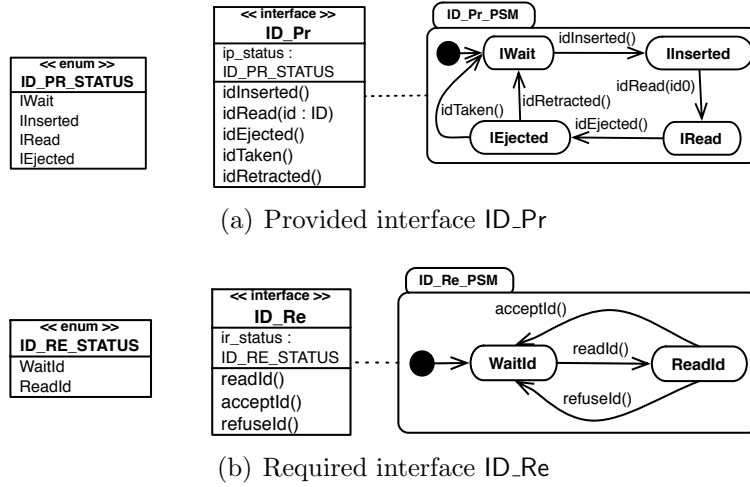 << enum >>
ID_PR_STATUS
IWait
IInserted
IRead
IEjected
<< interface >>
ID_Pr
ip_status :
ID_PR_STATUS
idInserted()
idRead(id : ID)
idEjected()
idTaken()
idRetracted()
ID_Pr_PSM
IWait
idInserted()
IInserted
idRead(id0)
idRetracted()
idTaken()
idEjected()
IEjected
IRead
(a) Provided interface ID_Pr
<< enum >>
ID_RE_STATUS
WaitId
ReadId
<< interface >>
ID_Re
ir_status :
ID_RE_STATUS
readId()
acceptId()
refuseId()
ID_Re_PSM
acceptId()
WaitId
readId()
ReadId
refuseId()
(b) Required interface ID_Re